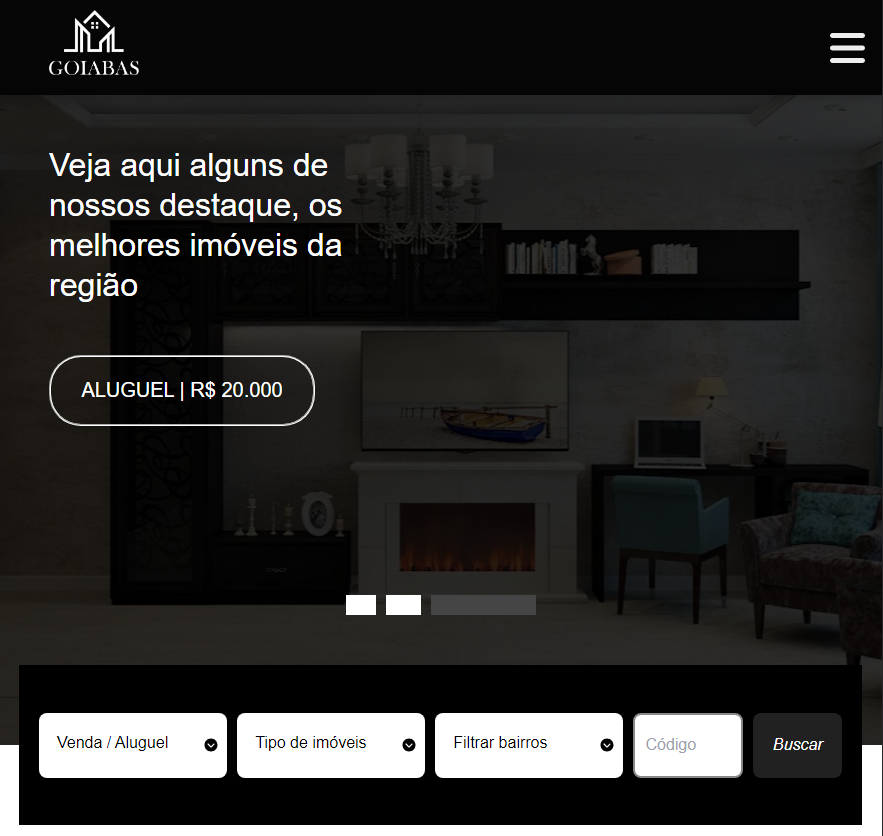 GOIABAS
Veja aqui alguns de
nossos destaque, os
melhores imóveis da
região
ALUGUEL | R$ 20.000
Venda / Aluguel
Tipo de imóveis
Filtrar bairros
Código
Buscar